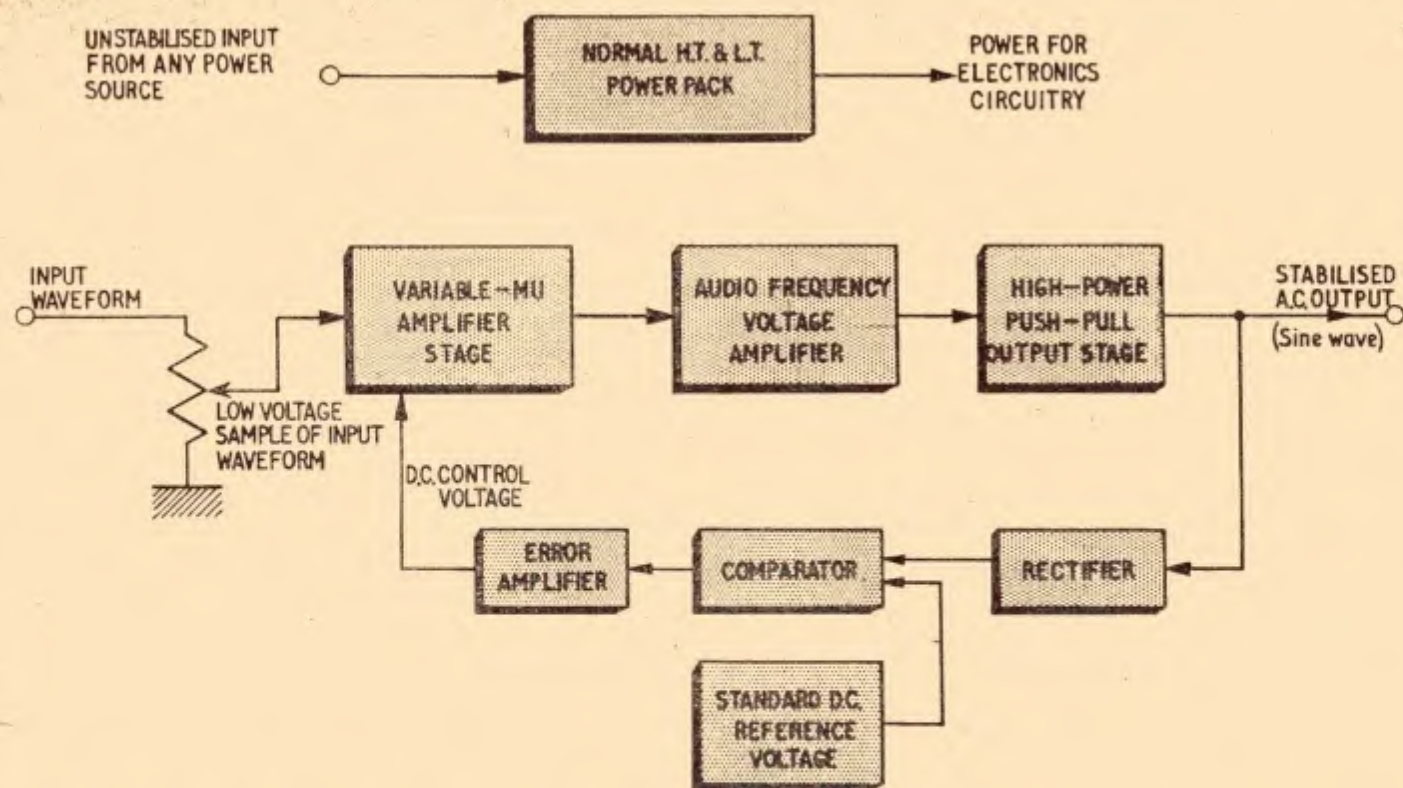 UNSTABILISED INPUT
FROM ANY POWER
SOURCE
NORMAL H.T. & L.T.
POWER PACK
POWER FOR
ELECTRONICS
CIRCUITRY
INPUT
WAVEFORM
VARIABLE-MU
AMPLIFIER
STAGE
AUDIO FREQUENCY
VOLTAGE
AMPLIFIER
HIGH-POWER
PUSH-PULL
OUTPUT STAGE
STABILISED
A.C. OUTPUT
(Sine wave)
LOW VOLTAGE
SAMPLE OF INPUT
WAVEFORM
D.C. CONTROL
VOLTAGE
ERROR
AMPLIFIER
COMPARATOR
RECTIFIER
STANDARD D.C.
REFERENCE
VOLTAGE